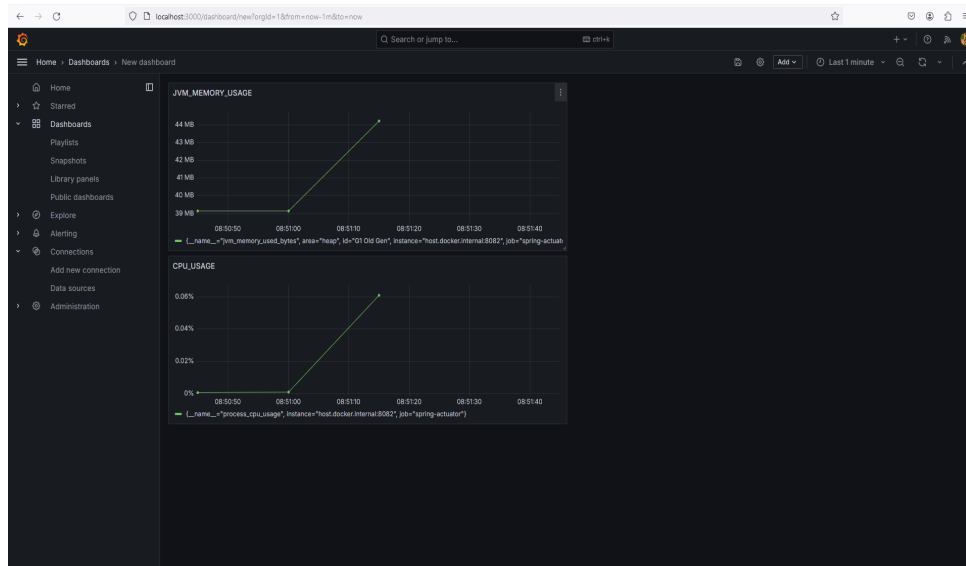 localhost:3000/dashboard/new?orgId=1&from=now-1m&to=now
Search or jump to... ctrl+k
Home › Dashboards › New dashboard
Add
Last 1 minute
Home
Starred
Dashboards
Playlists
Snapshots
Library panels
Public dashboards
Explore
Alerting
Connections
Add new connection
Data sources
Administration
JVM_MEMORY_USAGE
44 MB
43 MB
42 MB
41 MB
40 MB
39 MB
08:50:50 08:51:00 08:51:10 08:51:20 08:51:30 08:51:40
{__name__="jvm_memory_used_bytes", area="heap", id="G1 Old Gen", instance="host.docker.internal:8082", job="spring-actuat
CPU_USAGE
0.06%
0.04%
0.02%
0%
08:50:50 08:51:00 08:51:10 08:51:20 08:51:30 08:51:40
{__name__="process_cpu_usage", instance="host.docker.internal:8082", job="spring-actuator"}